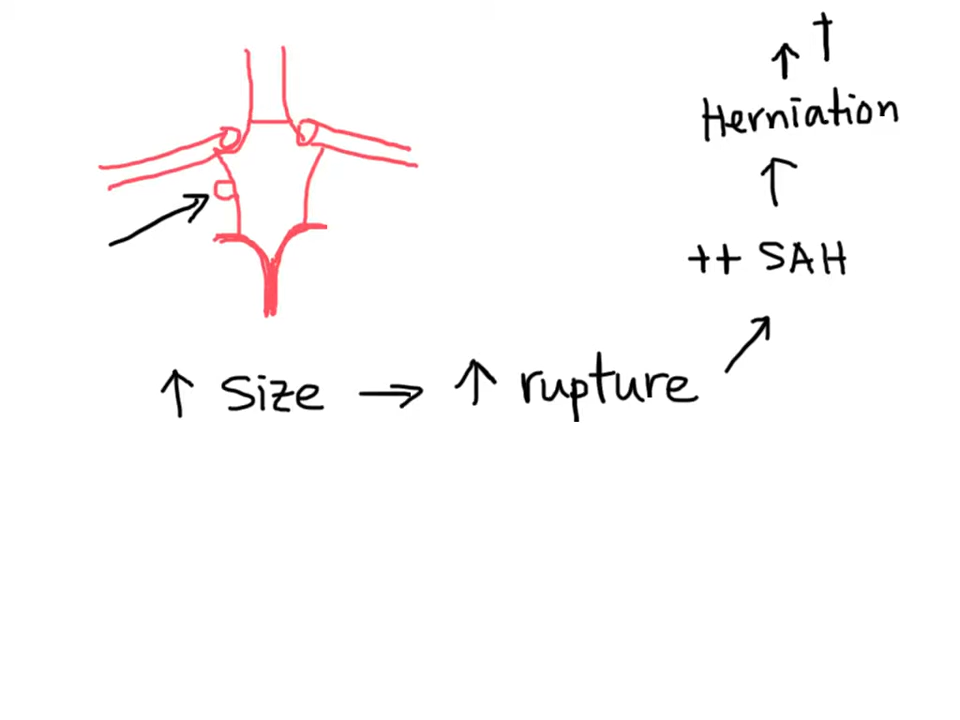 ↑ †
Herniation
↑
++ SAH
↑ Size → ↑ rupture ↗